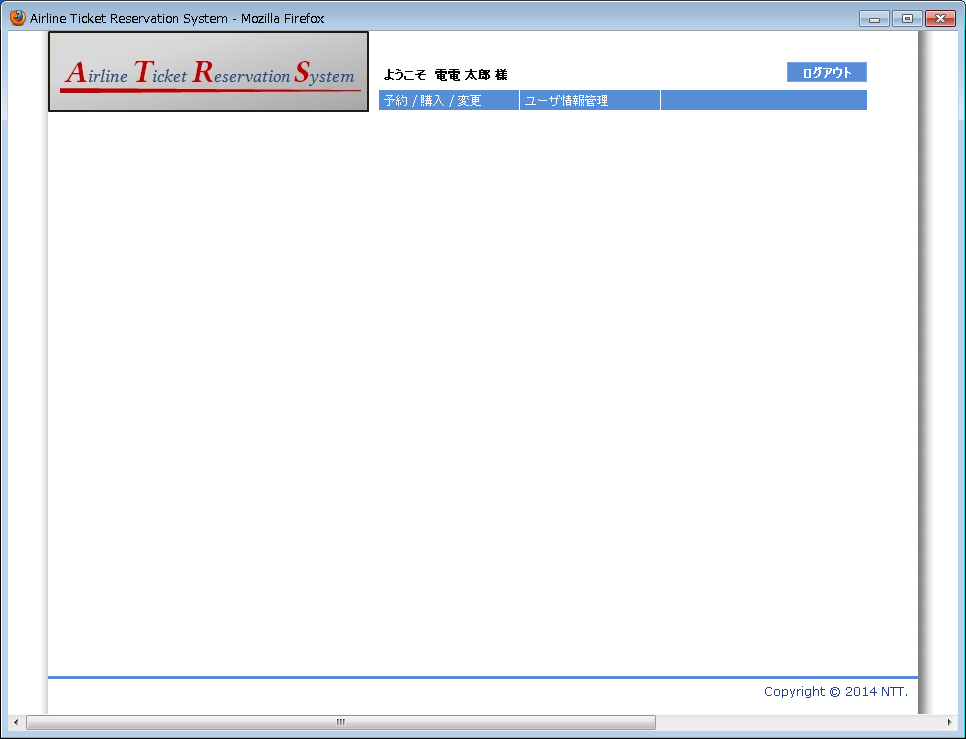 Airline Ticket Reservation System - Mozilla Firefox
Airline Ticket Reservation System
ようこそ 電電 太郎 様
ログアウト
予約 / 購入 / 変更
ユーザ情報管理
Copyright © 2014 NTT.